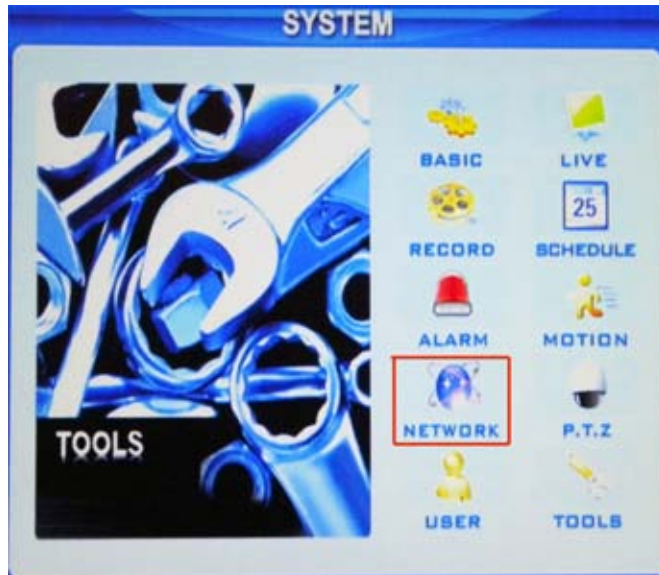 SYSTEM
BASIC LIVE
25
RECORD SCHEDULE
ALARM MOTION
NETWORK P.T.Z
TOOLS
USER TOOLS